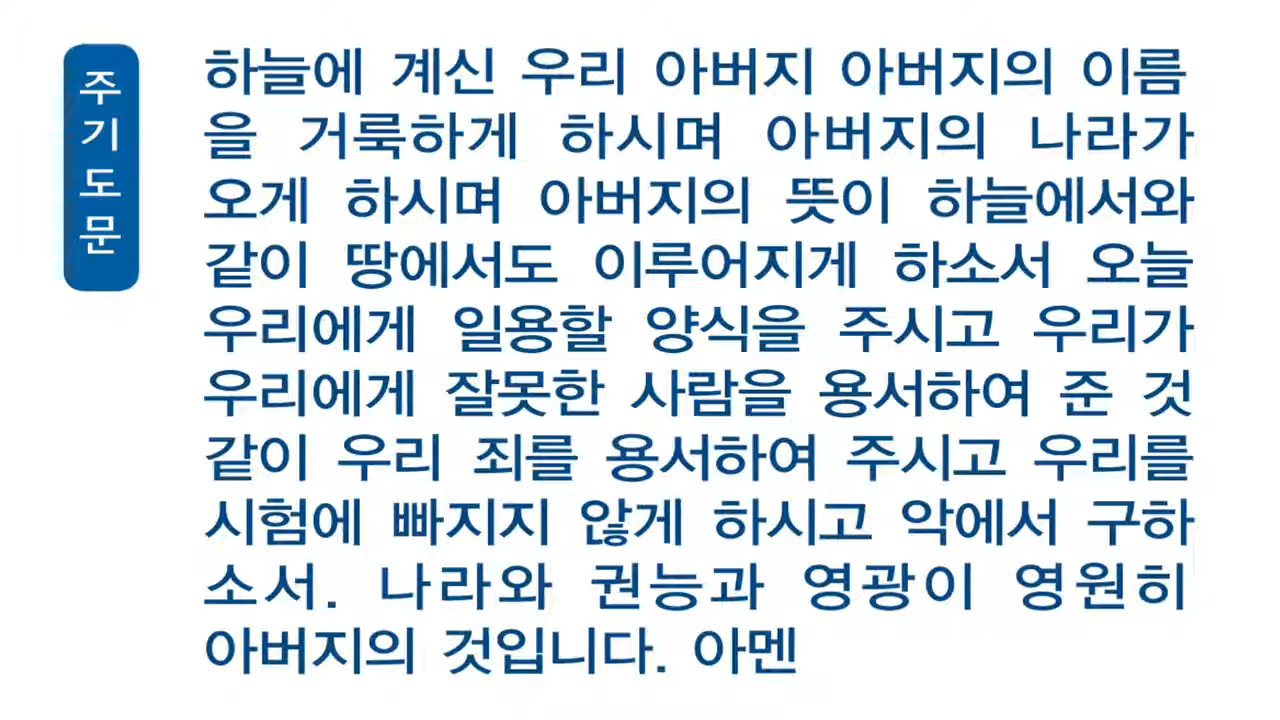 주기도문
하늘에 계신 우리 아버지 아버지의 이름
을 거룩하게 하시며 아버지의 나라가
오게 하시며 아버지의 뜻이 하늘에서와
같이 땅에서도 이루어지게 하소서 오늘
우리에게 일용할 양식을 주시고 우리가
우리에게 잘못한 사람을 용서하여 준 것
같이 우리 죄를 용서하여 주시고 우리를
시험에 빠지지 않게 하시고 악에서 구하
소서. 나라와 권능과 영광이 영원히
아버지의 것입니다. 아멘